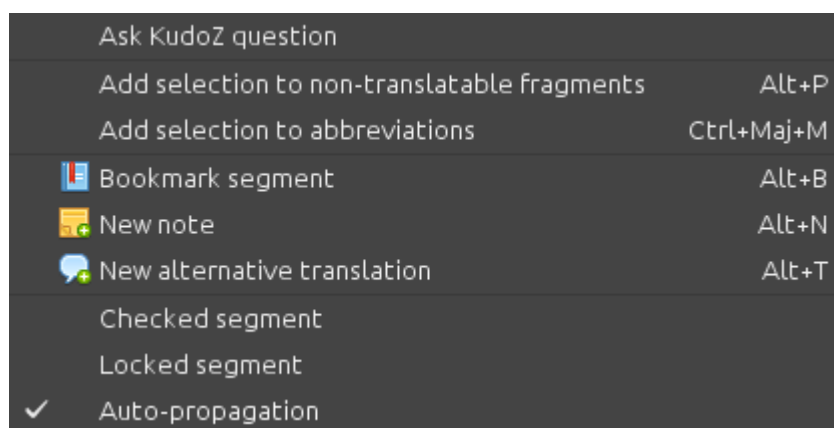 Ask KudoZ question
Add selection to non-translatable fragments Alt+P
Add selection to abbreviations Ctrl+Maj+M
Bookmark segment Alt+B
New note Alt+N
New alternative translation Alt+T
Checked segment
Locked segment
Auto-propagation